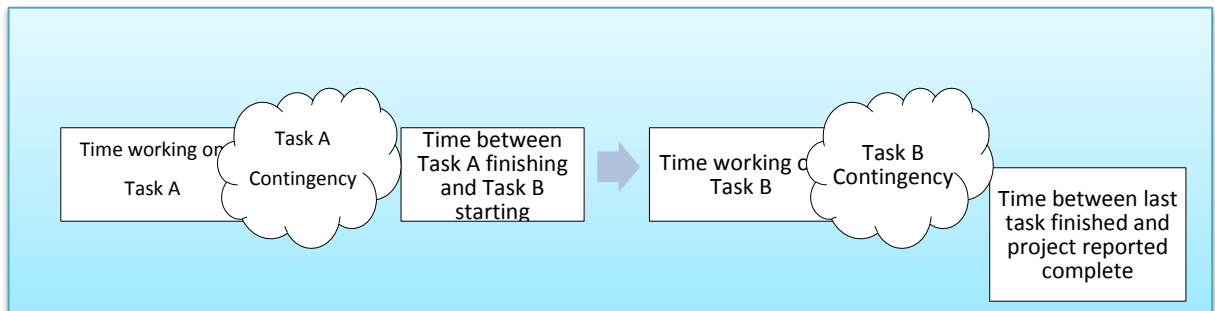 Time working on
Task A
Task A
Contingency
Time between
Task A finishing
and Task B
starting
Time working o
Task B
Task B
Contingency
Time between last
task finished and
project reported
complete